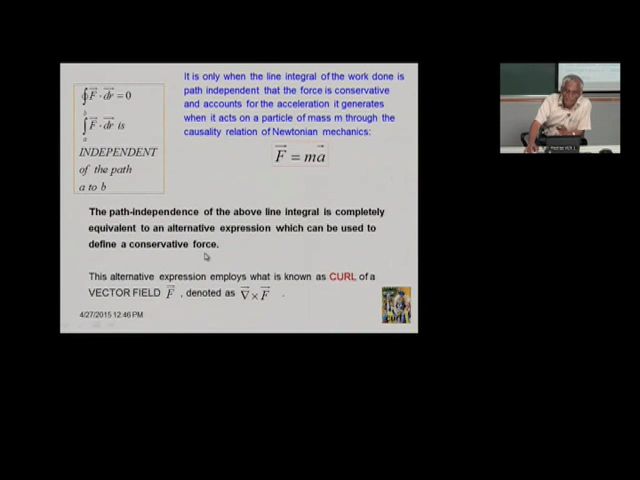 ∮F⃗·dr⃗ = 0
∫ₐᵇ F⃗·dr⃗ is
INDEPENDENT
of the path
a to b
It is only when the line integral of the work done is
path independent that the force is conservative
and accounts for the acceleration it generates
when it acts on a particle of mass m through the
causality relation of Newtonian mechanics:
F⃗ = ma⃗
The path-independence of the above line integral is completely
equivalent to an alternative expression which can be used to
define a conservative force.
This alternative expression employs what is known as CURL of a
VECTOR FIELD F⃗ , denoted as ∇⃗×F⃗ .
4/27/2015 12:46 PM